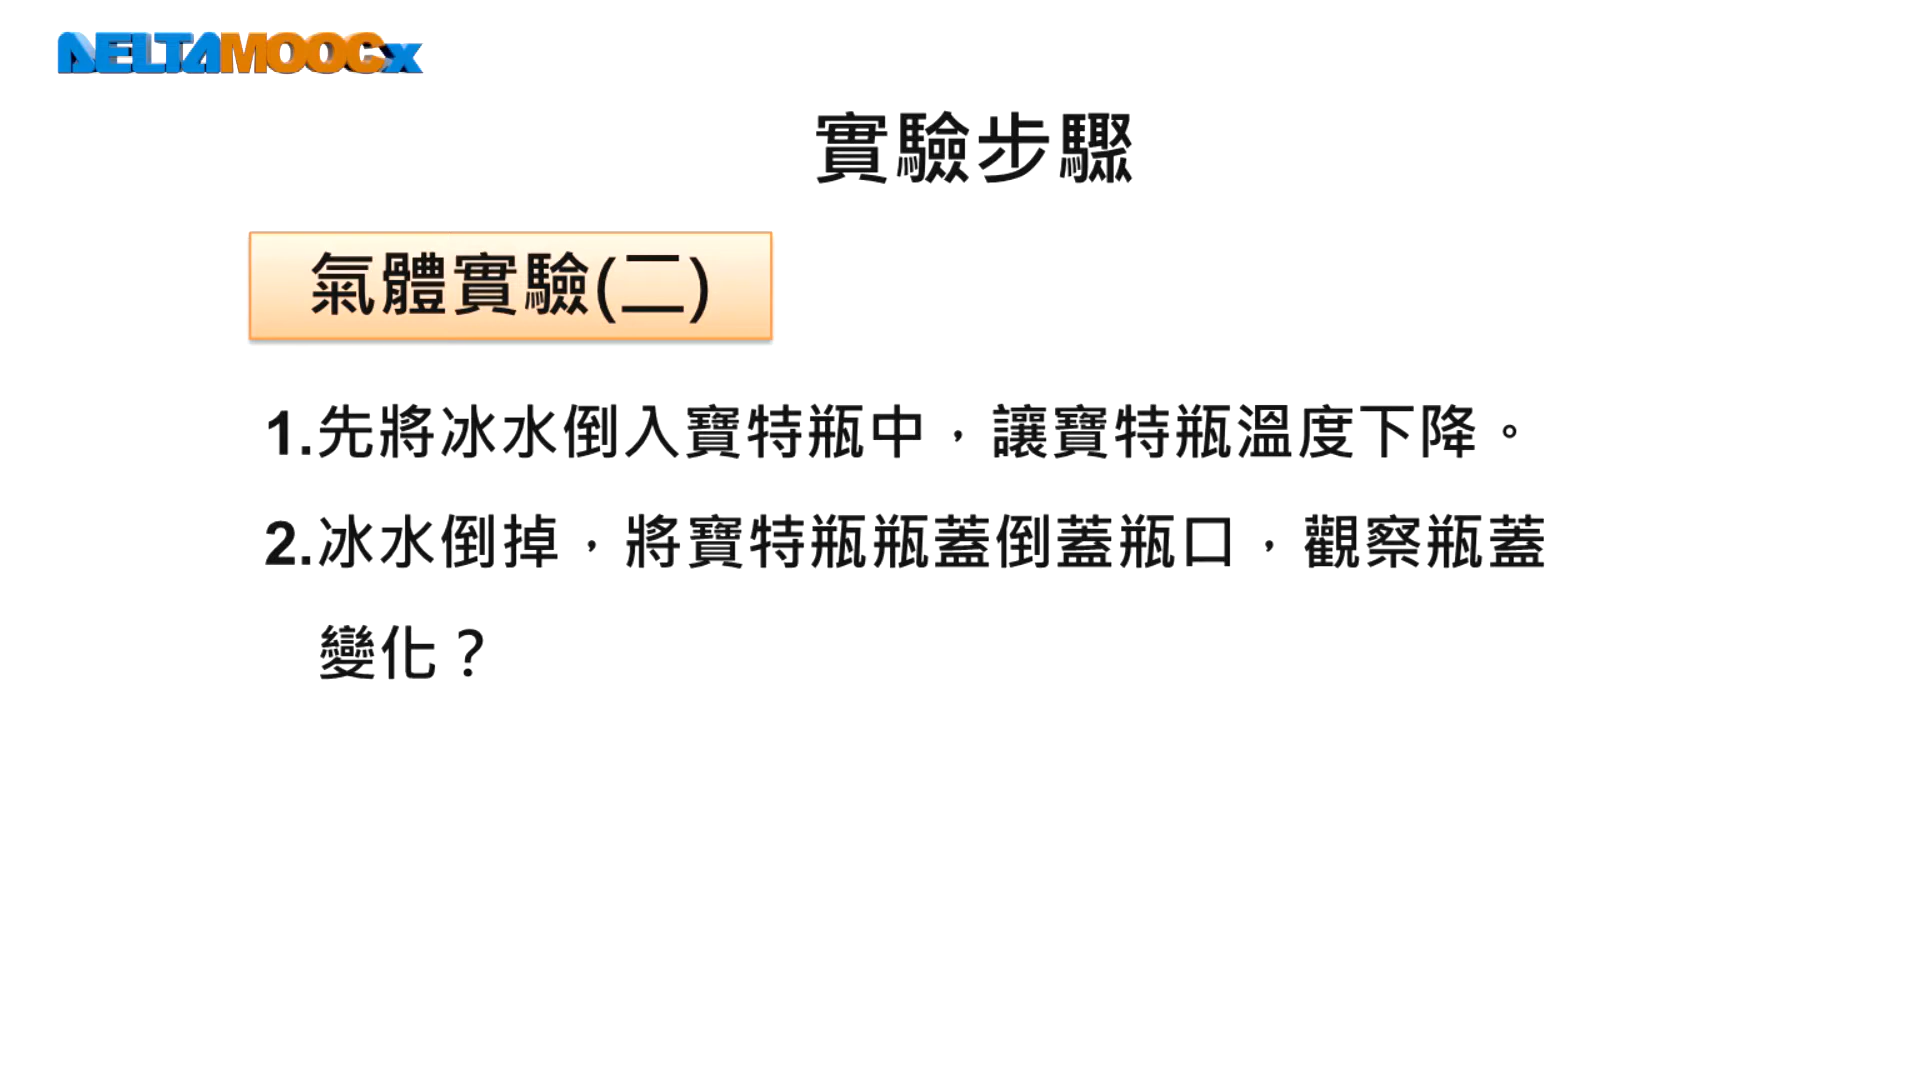 DELTAMOOCx
實驗步驟
氣體實驗(二)
1.先將冰水倒入寶特瓶中，讓寶特瓶溫度下降。
2.冰水倒掉，將寶特瓶瓶蓋倒蓋瓶口，觀察瓶蓋
變化？